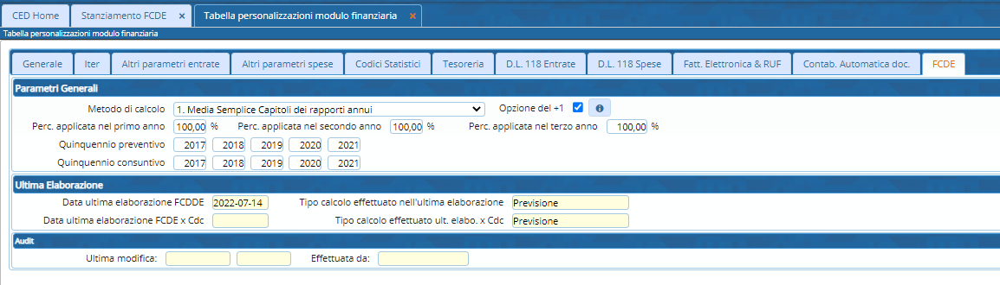 CED Home Stanziamento FCDE × Tabella personalizzazioni modulo finanziaria ×
Tabella personalizzazioni modulo finanziaria
Generale Iter Altri parametri entrate Altri parametri spese Codici Statistici Tesoreria D.L. 118 Entrate D.L. 118 Spese Fatt. Elettronica & RUF Contab. Automatica doc. FCDE
Parametri Generali
Metodo di calcolo 1. Media Semplice Capitoli dei rapporti annui Opzione del +1
Perc. applicata nel primo anno 100,00 % Perc. applicata nel secondo anno 100,00 % Perc. applicata nel terzo anno 100,00 %
Quinquennio preventivo 2017 2018 2019 2020 2021
Quinquennio consuntivo 2017 2018 2019 2020 2021
Ultima Elaborazione
Data ultima elaborazione FCDDE 2022-07-14 Tipo calcolo effettuato nell'ultima elaborazione Previsione
Data ultima elaborazione FCDE x Cdc Tipo calcolo effettuato ult. elabo. x Cdc Previsione
Audit
Ultima modifica: Effettuata da: